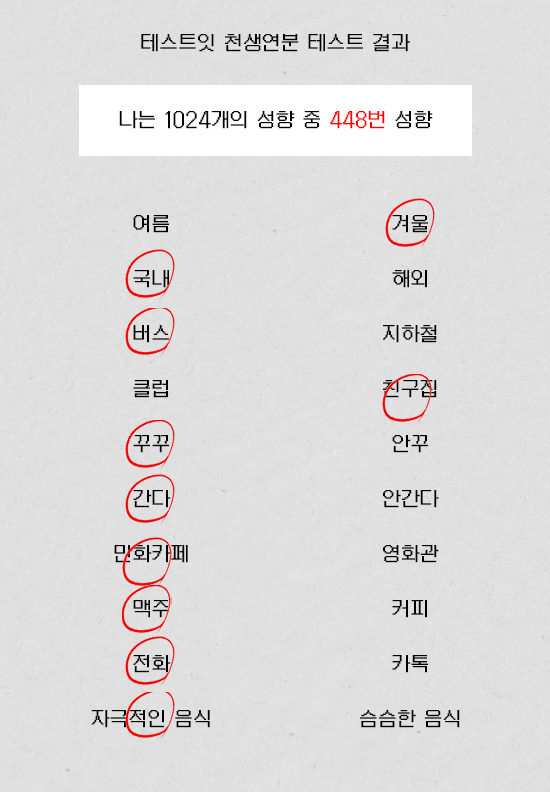 테스트잇 천생연분 테스트 결과
나는 1024개의 성향 중 448번 성향
여름 겨울
국내 해외
버스 지하철
클럽 친구집
꾸꾸 안꾸
간다 안간다
만화카페 영화관
맥주 커피
전화 카톡
자극적인 음식 슴슴한 음식